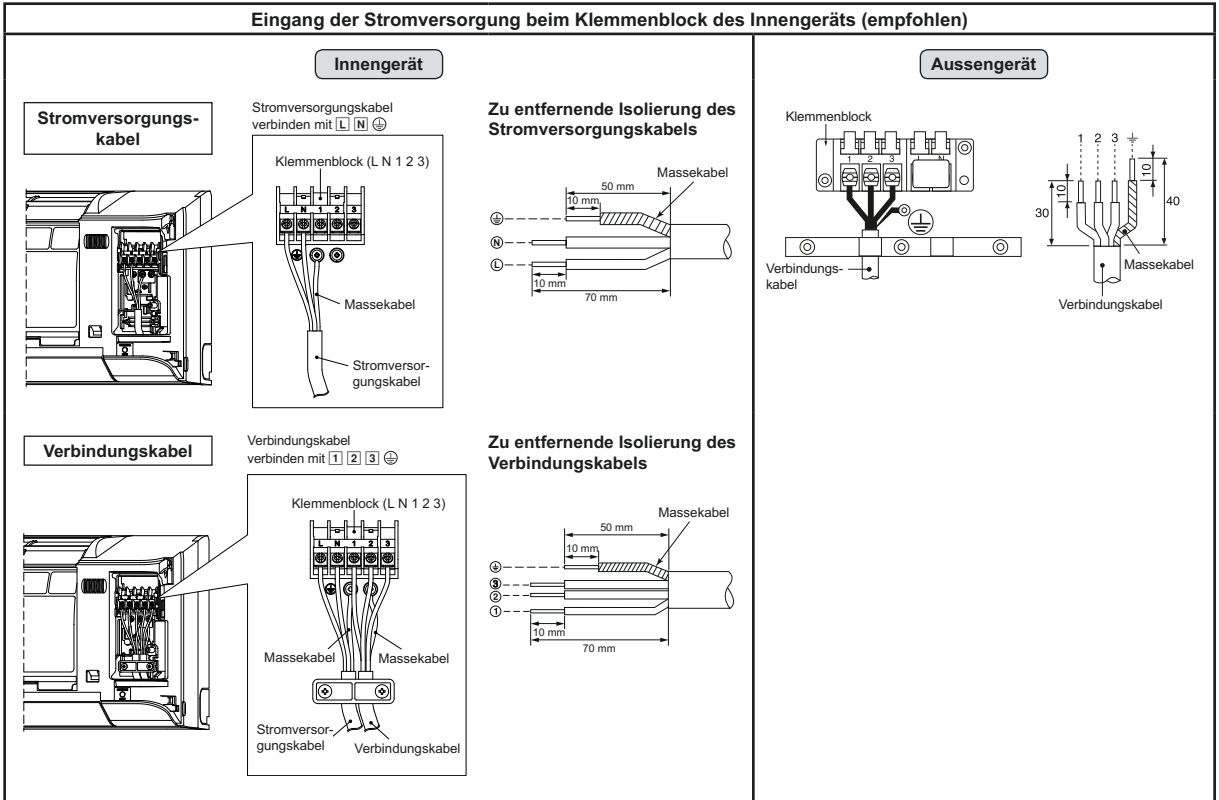 Eingang der Stromversorgung beim Klemmenblock des Innengeräts (empfohlen)
Innengerät
Stromversorgungs-
kabel
Stromversorgungskabel
verbinden mit L N ⏚
Klemmenblock (L N 1 2 3)
L N 1 2 3
Massekabel
Stromversor-
gungskabel
Zu entfernende Isolierung des
Stromversorgungskabels
50 mm
Massekabel
10 mm
⏚
N
L
10 mm
70 mm
Verbindungskabel
Verbindungskabel
verbinden mit 1 2 3 ⏚
Klemmenblock (L N 1 2 3)
L N 1 2 3
Massekabel
Massekabel
Stromversor-
gungskabel
Verbindungskabel
Zu entfernende Isolierung des
Verbindungskabels
Massekabel
50 mm
10 mm
⏚
③
②
①
10 mm
70 mm
Aussengerät
Klemmenblock
1 2 3 L N
⏚
Verbindungs-
kabel
1 2 3 ⏚
10
10
30
40
Massekabel
Verbindungskabel